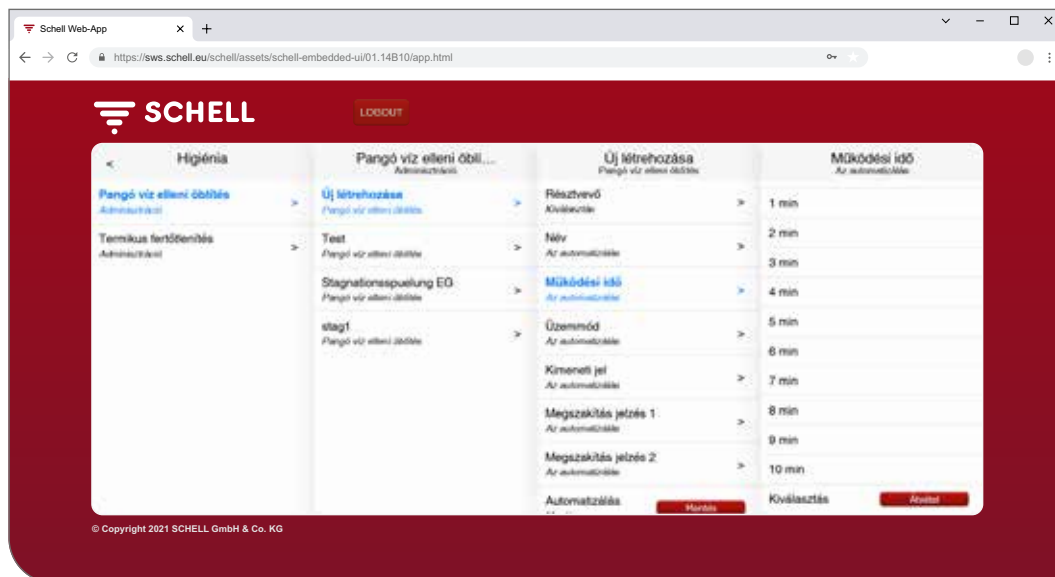 Schell Web-App
https://sws.schell.eu/schell/assets/schell-embedded-ui/01.14B10/app.html
SCHELL
LOGOUT
< Higiénia
Pangó víz elleni öblítés >
Adminisztráció
Termikus fertőtlenítés >
Adminisztráció
Pangó víz elleni öblí....
Adminisztráció
Új létrehozása >
Pangó víz elleni öblítés
Test >
Pangó víz elleni öblítés
Stagnationsspuelung EG >
Pangó víz elleni öblítés
stag1 >
Pangó víz elleni öblítés
Új létrehozása
Pangó víz elleni öblítés
Résztvevő >
Kiválasztás
Név >
Az automatizálás
Működési idő >
Az automatizálás
Üzemmód >
Az automatizálás
Kimeneti jel >
Az automatizálás
Megszakítás jelzés 1 >
Az automatizálás
Megszakítás jelzés 2 >
Az automatizálás
Automatizálás
Mentés
Működési idő
Az automatizálás
1 min
2 min
3 min
4 min
5 min
6 min
7 min
8 min
9 min
10 min
Kiválasztás
Átvétel
© Copyright 2021 SCHELL GmbH & Co. KG